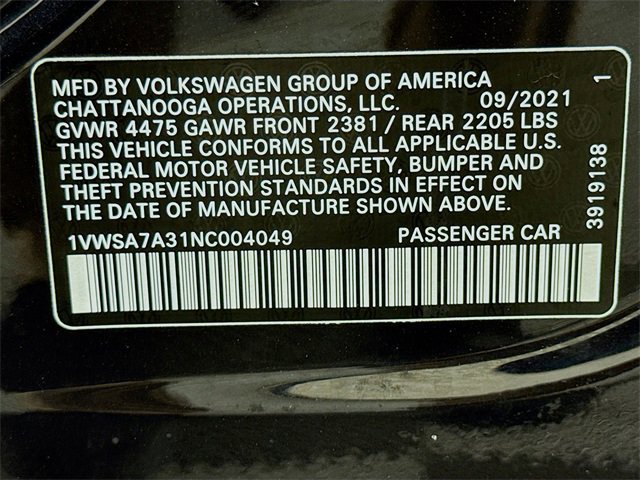 MFD BY VOLKSWAGEN GROUP OF AMERICA
CHATTANOOGA OPERATIONS, LLC. 09/2021
GVWR 4475 GAWR FRONT 2381 / REAR 2205 LBS
THIS VEHICLE CONFORMS TO ALL APPLICABLE U.S.
FEDERAL MOTOR VEHICLE SAFETY, BUMPER AND
THEFT PREVENTION STANDARDS IN EFFECT ON
THE DATE OF MANUFACTURE SHOWN ABOVE.
1VWSA7A31NC004049 PASSENGER CAR
3919138 1